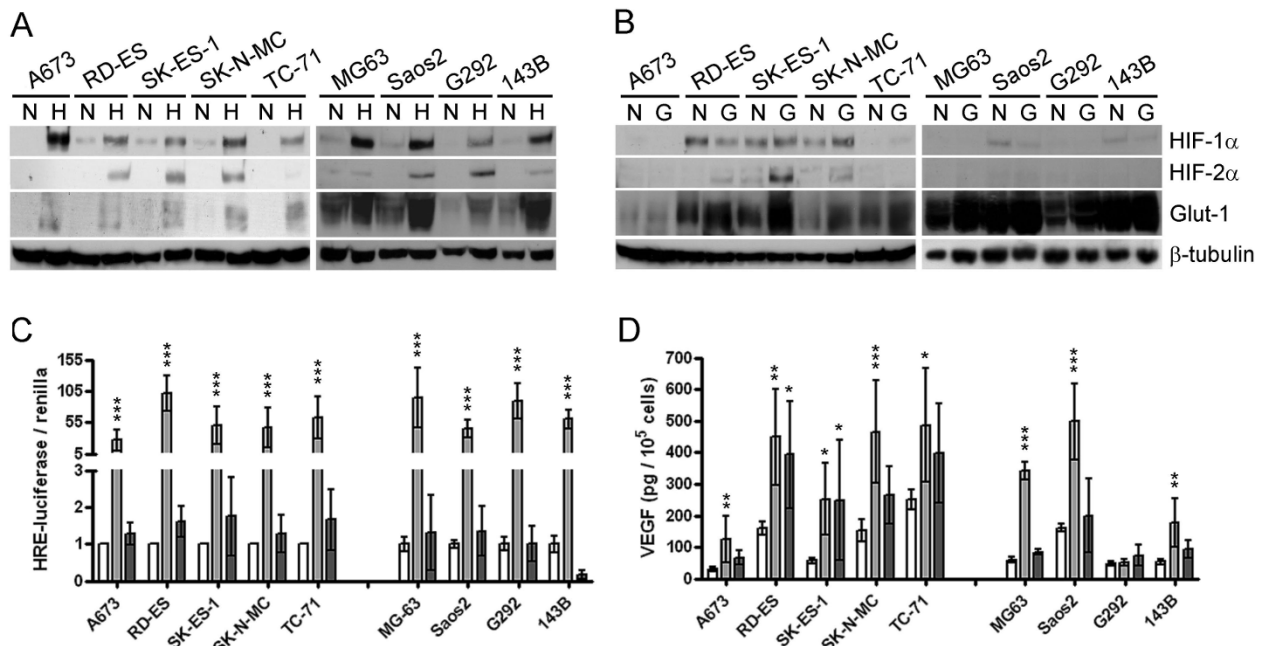 A
A673 RD-ES SK-ES-1 SK-N-MC TC-71 MG63 Saos2 G292 143B
N H N H N H N H N H N H N H N H N H
B
A673 RD-ES SK-ES-1 SK-N-MC TC-71 MG63 Saos2 G292 143B
N G N G N G N G N G N G N G N G N G
HIF-1α
HIF-2α
Glut-1
β-tubulin
C
HRE-luciferase / renilla
155
105
55
5
3
2
1
0
*** *** *** *** *** *** *** *** ***
A673 RD-ES SK-ES-1 SK-N-MC TC-71 MG-63 Saos2 G292 143B
D
VEGF (pg / 10⁵ cells)
700
600
500
400
300
200
100
0
** ** * * * *** * *** *** **
A673 RD-ES SK-ES-1 SK-N-MC TC-71 MG63 Saos2 G292 143B